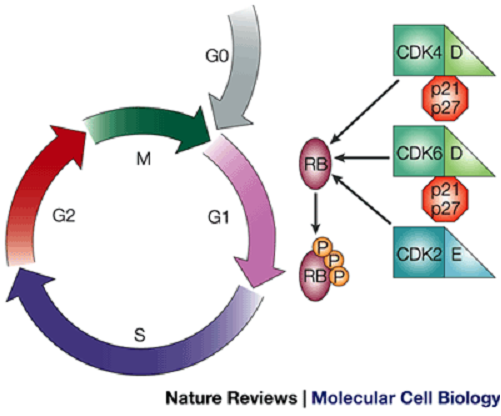 G0
CDK4 D
p21
p27
M
RB
CDK6 D
G2
G1
p21
p27
P
P
RB P
CDK2 E
S
Nature Reviews | Molecular Cell Biology